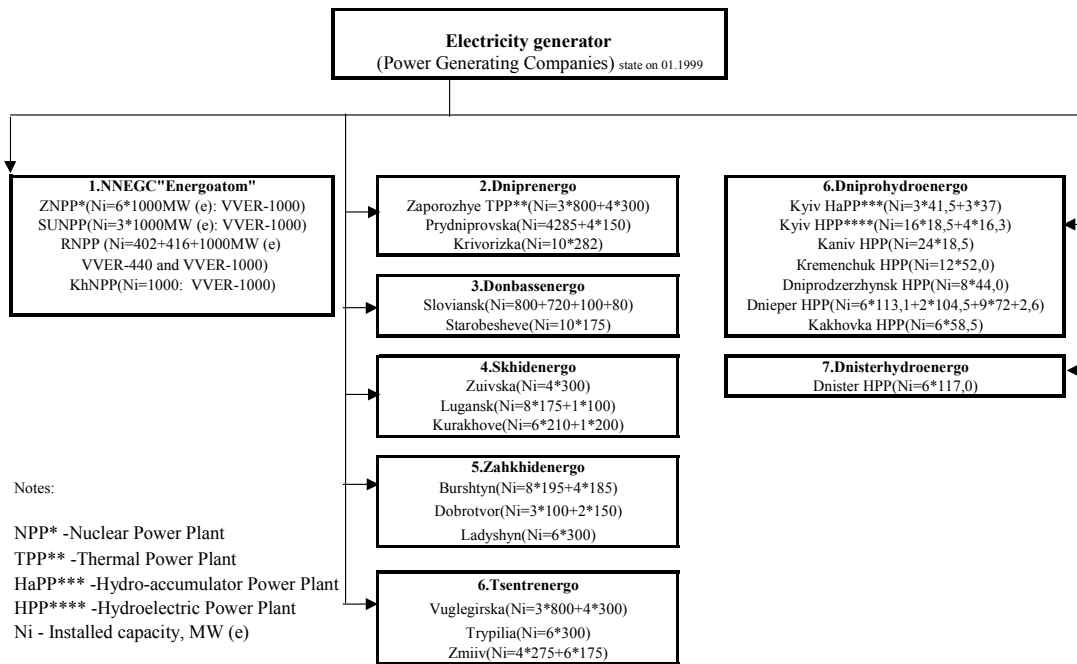 Electricity generator
(Power Generating Companies) state on 01.1999
1.NNEGC"Energoatom"
ZNPP*(Ni=6*1000MW (e): VVER-1000)
SUNPP(Ni=3*1000MW (e): VVER-1000)
RNPP (Ni=402+416+1000MW (e)
VVER-440 and VVER-1000)
KhNPP(Ni=1000: VVER-1000)
2.Dniprenergo
Zaporozhye TPP**(Ni=3*800+4*300)
Prydniprovska(Ni=4285+4*150)
Krivorizka(Ni=10*282)
3.Donbassenergo
Sloviansk(Ni=800+720+100+80)
Starobesheve(Ni=10*175)
4.Skhidenergo
Zuivska(Ni=4*300)
Lugansk(Ni=8*175+1*100)
Kurakhove(Ni=6*210+1*200)
5.Zahkhidenergo
Burshtyn(Ni=8*195+4*185)
Dobrotvor(Ni=3*100+2*150)
Ladyshyn(Ni=6*300)
6.Tsentrenergo
Vuglegirska(Ni=3*800+4*300)
Trypilia(Ni=6*300)
Zmiiv(Ni=4*275+6*175)
6.Dniprohydroenergo
Kyiv HaPP***(Ni=3*41,5+3*37)
Kyiv HPP****(Ni=16*18,5+4*16,3)
Kaniv HPP(Ni=24*18,5)
Kremenchuk HPP(Ni=12*52,0)
Dniprodzerzhynsk HPP(Ni=8*44,0)
Dnieper HPP(Ni=6*113,1+2*104,5+9*72+2,6)
Kakhovka HPP(Ni=6*58,5)
7.Dnisterhydroenergo
Dnister HPP(Ni=6*117,0)
Notes:
NPP* -Nuclear Power Plant
TPP** -Thermal Power Plant
HaPP*** -Hydro-accumulator Power Plant
HPP**** -Hydroelectric Power Plant
Ni - Installed capacity, MW (e)